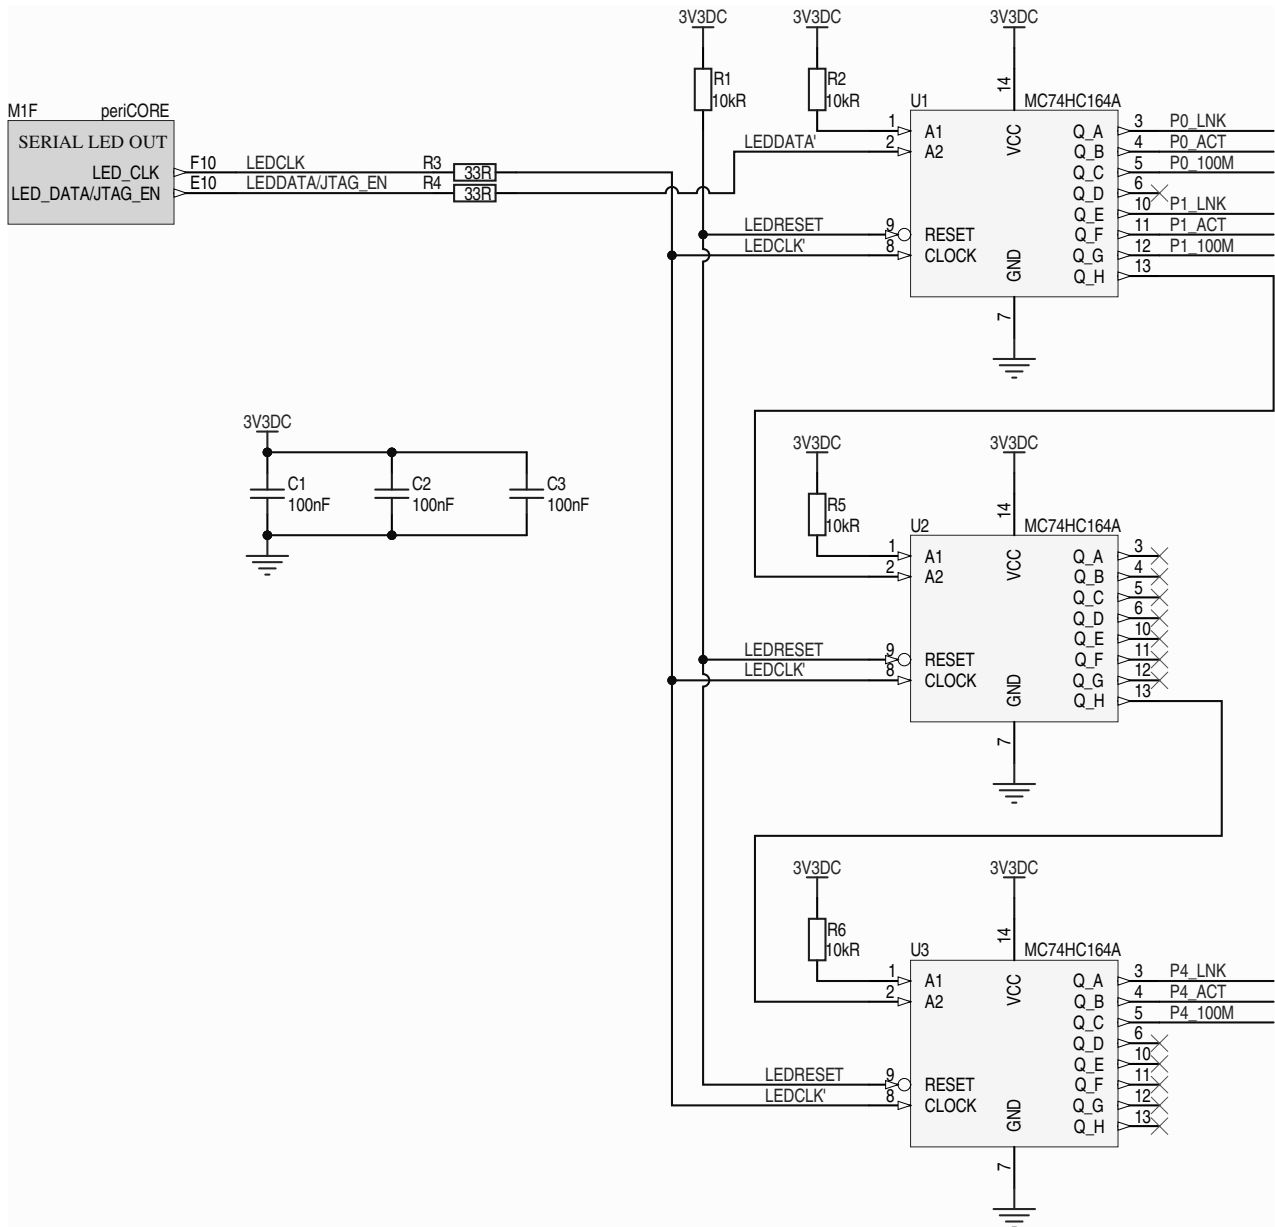 3V3DC 3V3DC 3V3DC
R1
10kR
R2
10kR
14
M1F periCORE
SERIAL LED OUT
LED_CLK F10 LEDCLK R3 33R
LED_DATA/JTAG_EN E10 LEDDATA/JTAG_EN R4 33R
U1 MC74HC164A
1 A1 VCC Q_A 3 P0_LNK
LEDDATA' 2 A2 Q_B 4 P0_ACT
Q_C 5 P0_100M
Q_D 6
Q_E 10 P1_LNK
LEDRESET 9 RESET Q_F 11 P1_ACT
LEDCLK' 8 CLOCK GND Q_G 12 P1_100M
Q_H 13
7
3V3DC
C1
100nF
C2
100nF
C3
100nF
3V3DC 3V3DC
R5
10kR
14
U2 MC74HC164A
1 A1 VCC Q_A 3
2 A2 Q_B 4
Q_C 5
Q_D 6
Q_E 10
LEDRESET 9 RESET Q_F 11
LEDCLK' 8 CLOCK GND Q_G 12
Q_H 13
7
3V3DC 3V3DC
R6
10kR
14
U3 MC74HC164A
1 A1 VCC Q_A 3 P4_LNK
2 A2 Q_B 4 P4_ACT
Q_C 5 P4_100M
Q_D 6
Q_E 10
LEDRESET 9 RESET Q_F 11
LEDCLK' 8 CLOCK GND Q_G 12
Q_H 13
7